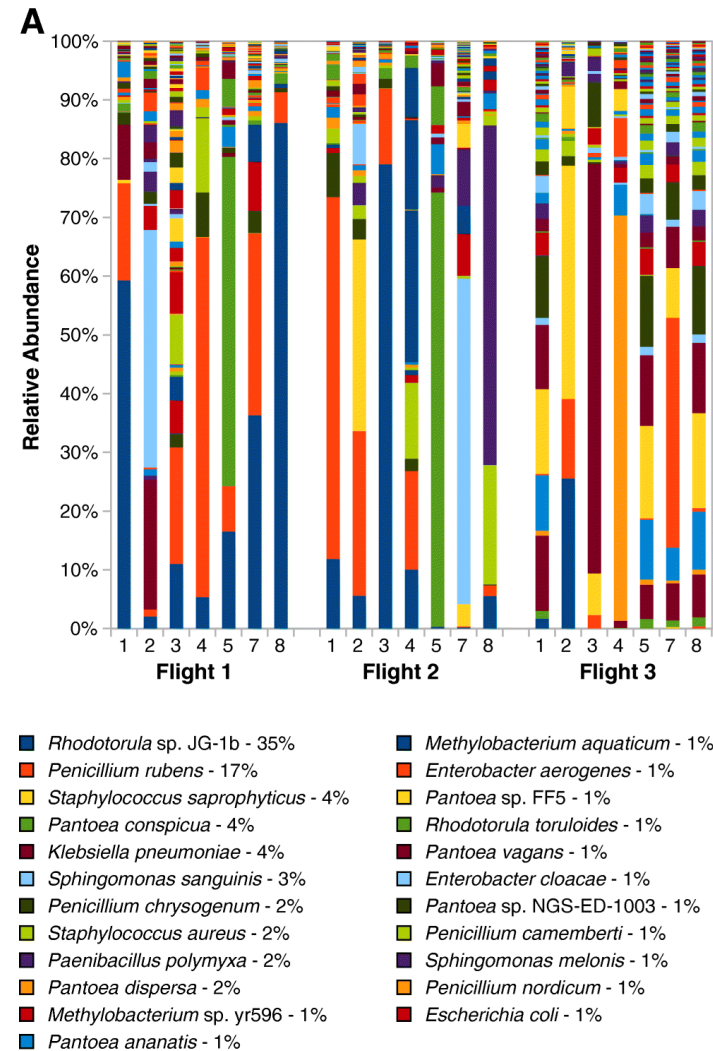 A
100%
90%
80%
70%
60%
50%
40%
30%
20%
10%
0%
Relative Abundance
1 2 3 4 5 7 8 1 2 3 4 5 7 8 1 2 3 4 5 7 8
Flight 1 Flight 2 Flight 3
Rhodotorula sp. JG-1b - 35%
Penicillium rubens - 17%
Staphylococcus saprophyticus - 4%
Pantoea conspicua - 4%
Klebsiella pneumoniae - 4%
Sphingomonas sanguinis - 3%
Penicillium chrysogenum - 2%
Staphylococcus aureus - 2%
Paenibacillus polymyxa - 2%
Pantoea dispersa - 2%
Methylobacterium sp. yr596 - 1%
Pantoea ananatis - 1%
Methylobacterium aquaticum - 1%
Enterobacter aerogenes - 1%
Pantoea sp. FF5 - 1%
Rhodotorula toruloides - 1%
Pantoea vagans - 1%
Enterobacter cloacae - 1%
Pantoea sp. NGS-ED-1003 - 1%
Penicillium camemberti - 1%
Sphingomonas melonis - 1%
Penicillium nordicum - 1%
Escherichia coli - 1%